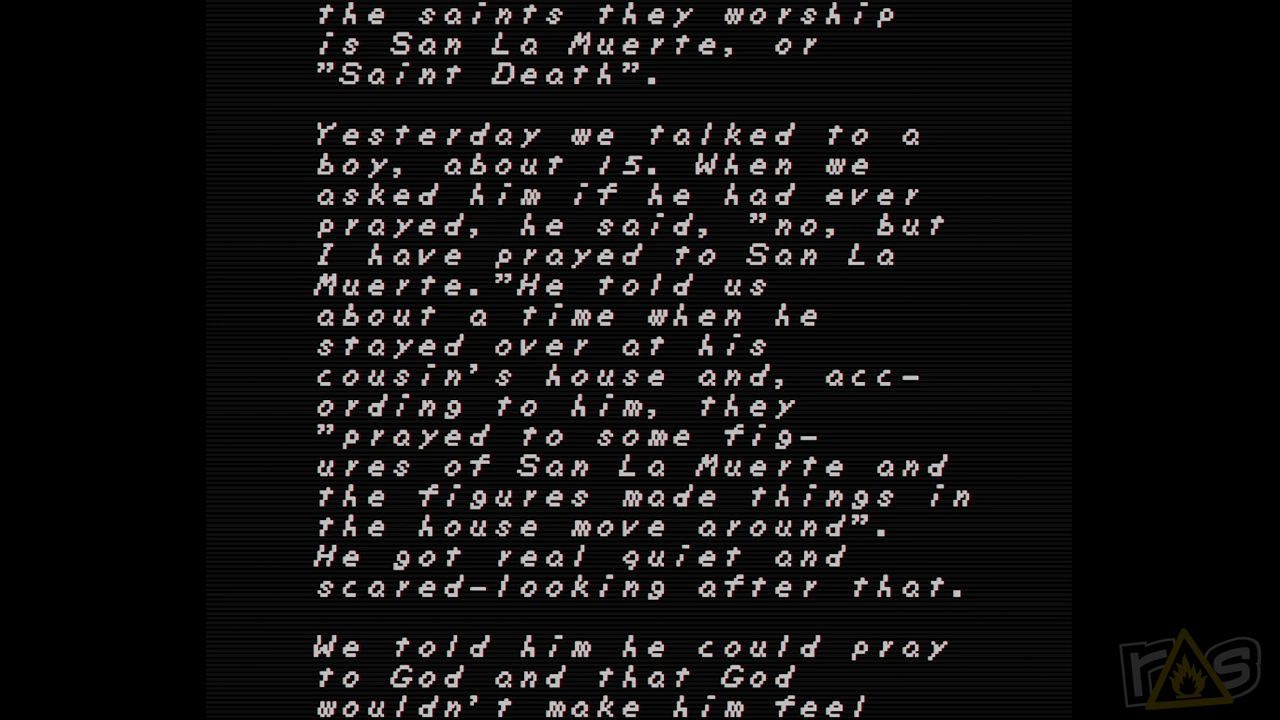 the saints they worship
is San La Muerte, or
"Saint Death".
Yesterday we talked to a
boy, about 15. When we
asked him if he had ever
prayed, he said, "no, but
I have prayed to San La
Muerte."He told us
about a time when he
stayed over at his
cousin's house and, acc-
ording to him, they
"prayed to some fig-
ures of San La Muerte and
the figures made things in
the house move around".
He got real quiet and
scared-looking after that.
We told him he could pray
to God and that God
wouldn't make him feel
ras